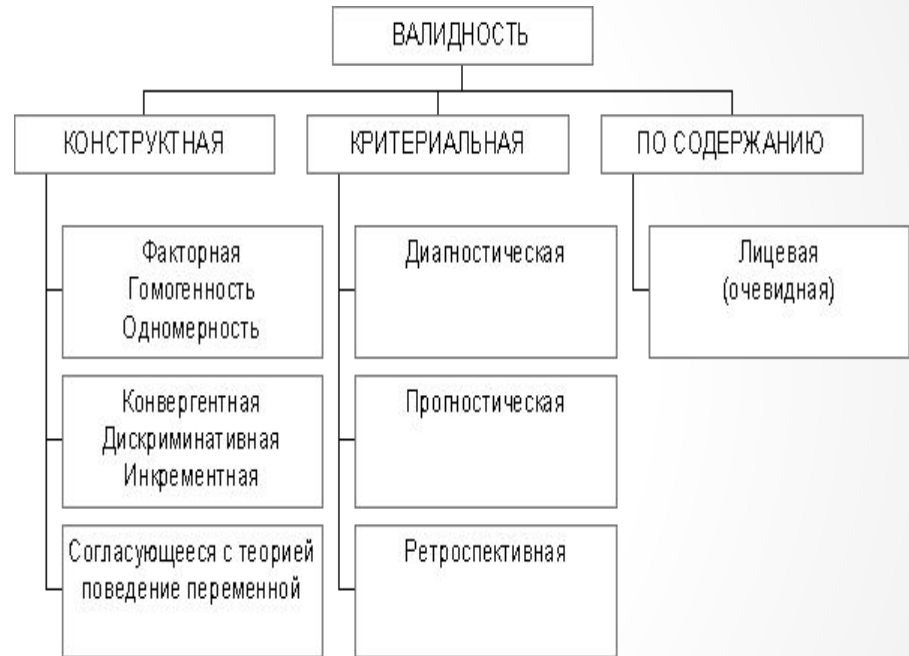 ВАЛИДНОСТЬ
КОНСТРУКТНАЯ
КРИТЕРИАЛЬНАЯ
ПО СОДЕРЖАНИЮ
Факторная
Гомогенность
Одномерность
Диагностическая
Лицевая
(очевидная)
Конвергентная
Дискриминативная
Инкрементная
Прогностическая
Согласующееся с теорией
поведение переменной
Ретроспективная